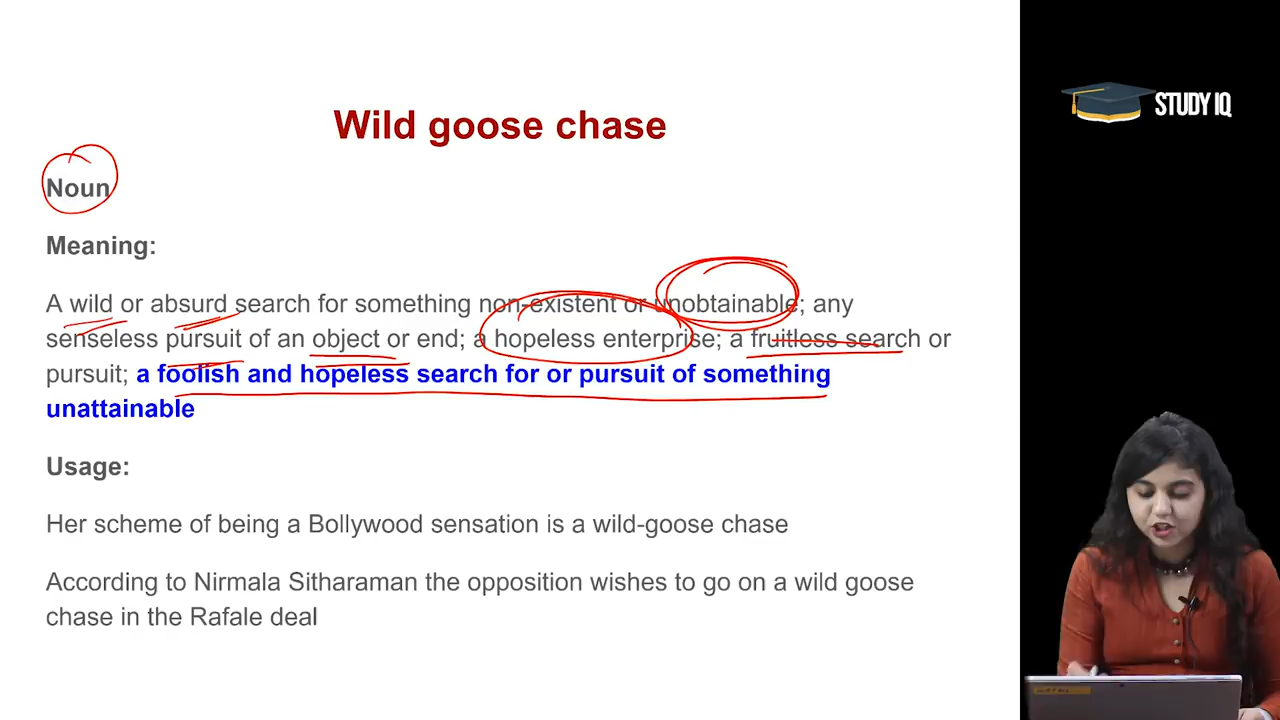 Wild goose chase
STUDY IQ
Noun
Meaning:
A wild or absurd search for something non-existent or unobtainable; any
senseless pursuit of an object or end; a hopeless enterprise; a fruitless search or
pursuit; a foolish and hopeless search for or pursuit of something
unattainable
Usage:
Her scheme of being a Bollywood sensation is a wild-goose chase
According to Nirmala Sitharaman the opposition wishes to go on a wild goose
chase in the Rafale deal